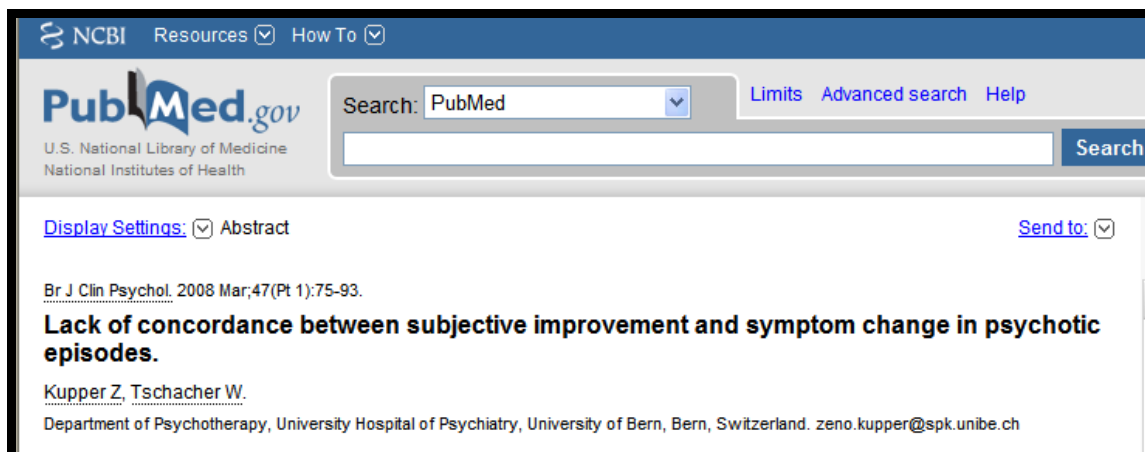 NCBI Resources How To
PubMed.gov
U.S. National Library of Medicine
National Institutes of Health
Search: PubMed
Limits Advanced search Help
Search
Display Settings: Abstract
Send to:
Br J Clin Psychol. 2008 Mar;47(Pt 1):75-93.
Lack of concordance between subjective improvement and symptom change in psychotic
episodes.
Kupper Z, Tschacher W.
Department of Psychotherapy, University Hospital of Psychiatry, University of Bern, Bern, Switzerland. zeno.kupper@spk.unibe.ch